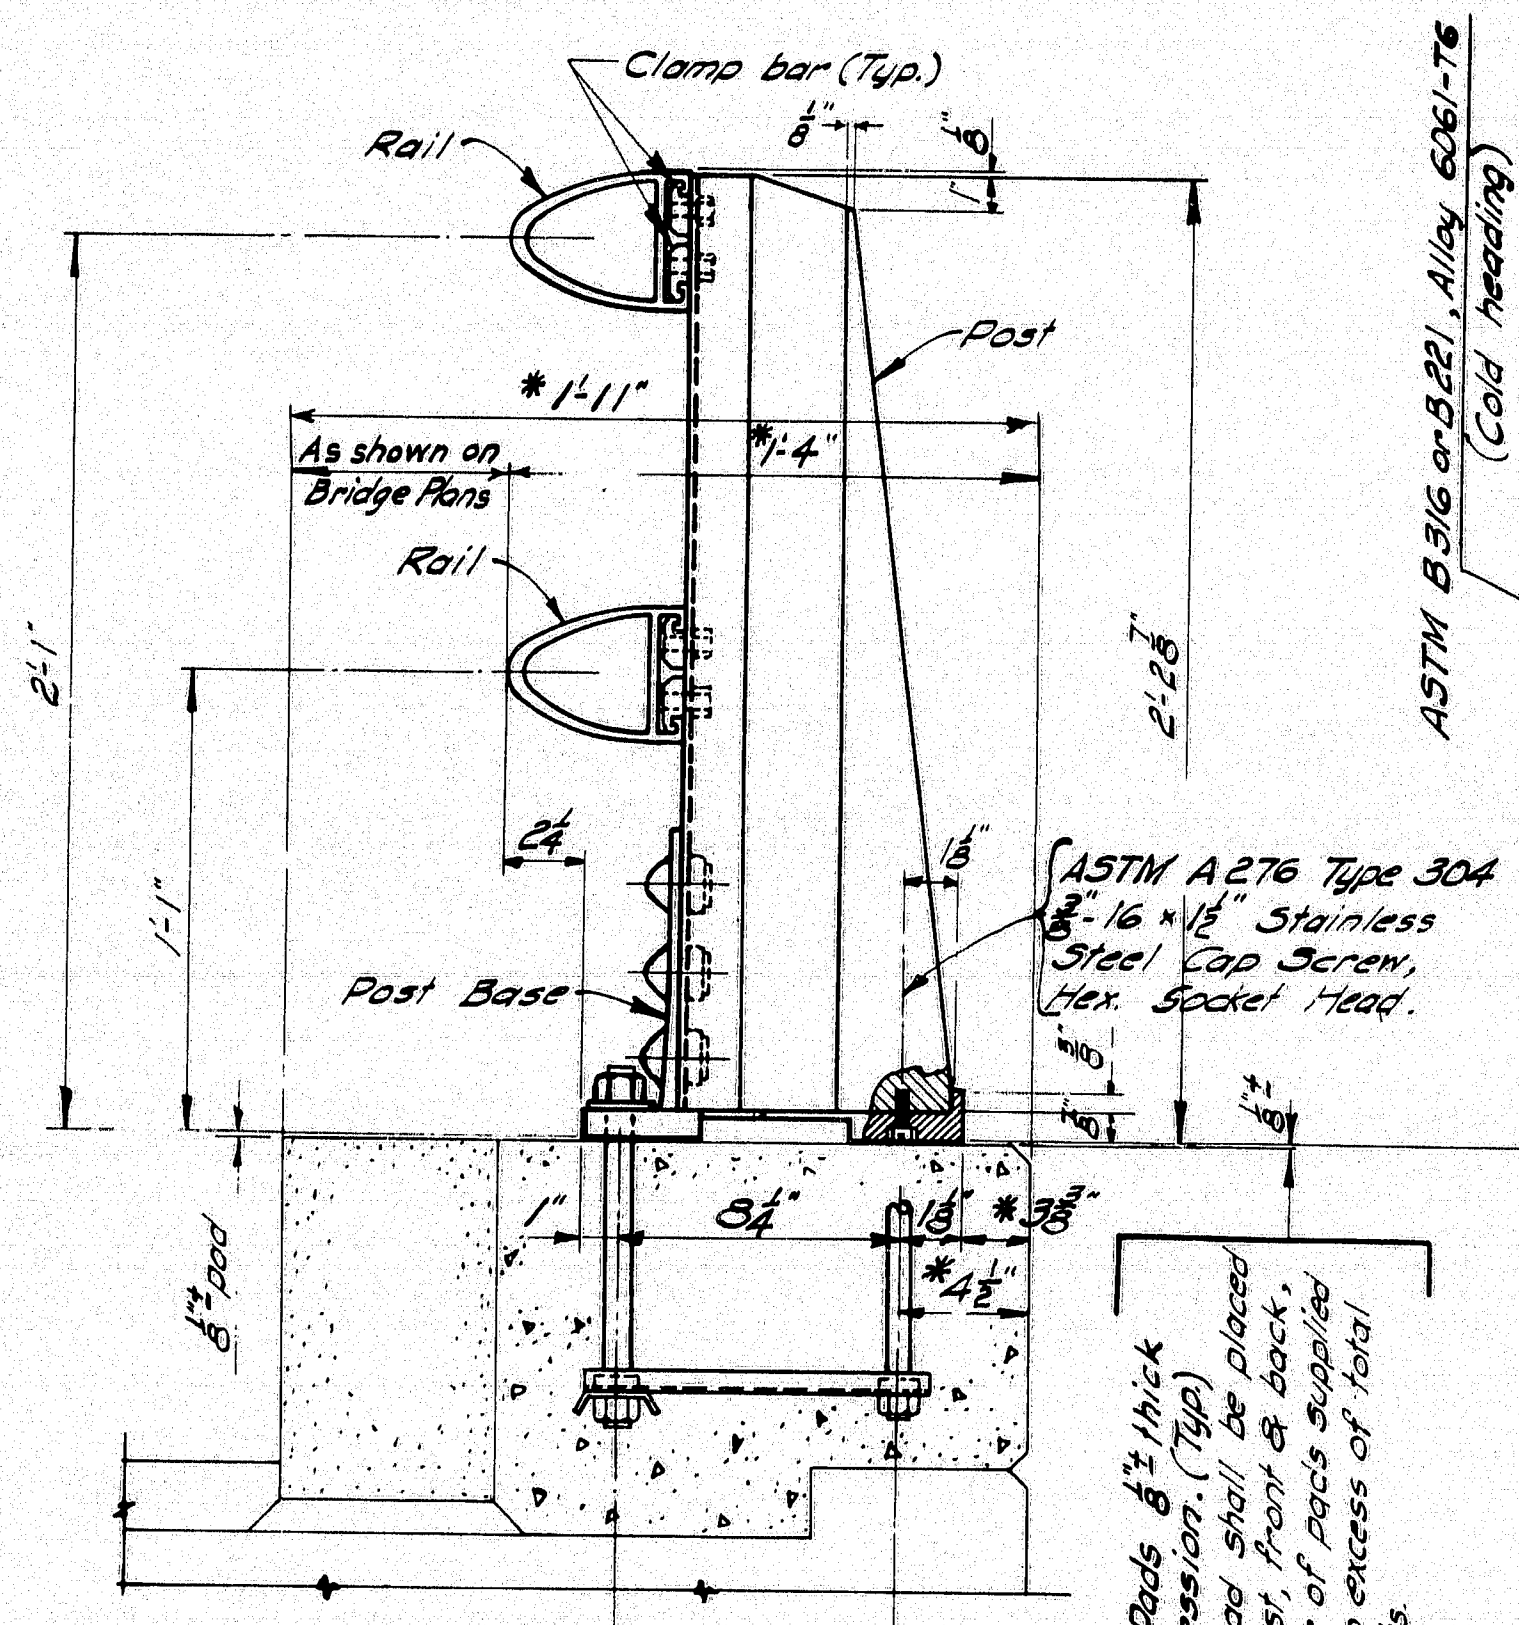 Clamp bar (Typ.)
1/8"
1/8"
Rail
1"
ASTM B316 or B221, Alloy 6061-T6
(Cold heading)
Post
* 1'-11"
* 1'-4"
As shown on
Bridge Plans
Rail
2'-1"
2'-2 7/8"
2 1/4
1 1/8"
ASTM A276 Type 304
3/8"-16 x 1 1/2" Stainless
Steel Cap Screw,
Hex. Socket Head.
1'-1"
Post Base
7/8"
1/8"±
1"
8 1/4"
1 1/8"
* 3 3/8"
* 4 1/2"
1/8"± pad
Pads 1/8"± thick
ssion. (Typ.)
ad shall be placed
st, front & back,
of pads supplied
excess of total
s.